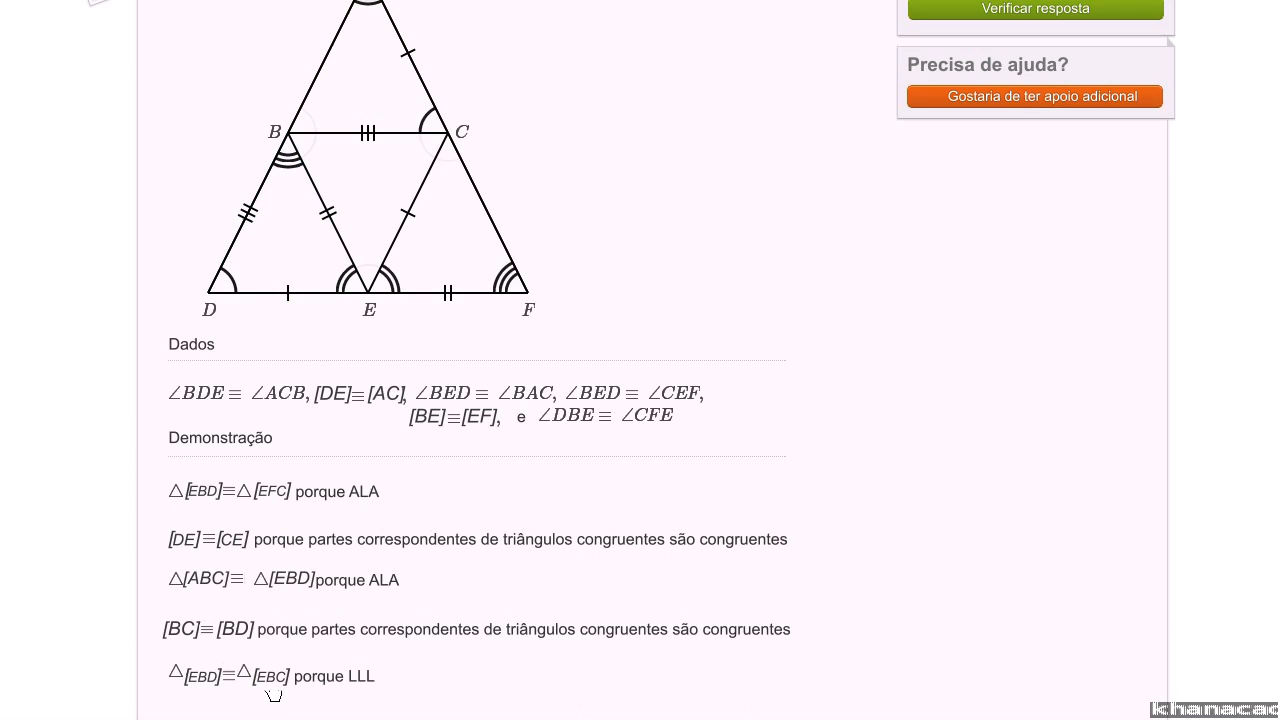 Verificar resposta
Precisa de ajuda?
Gostaria de ter apoio adicional
B
C
D
E
F
Dados
∠BDE ≡ ∠ACB, [DE]≡[AC], ∠BED ≡ ∠BAC, ∠BED ≡ ∠CEF,
[BE]≡[EF], e ∠DBE ≡ ∠CFE
Demonstração
△[EBD]≡△[EFC] porque ALA
[DE]≡[CE] porque partes correspondentes de triângulos congruentes são congruentes
△[ABC]≡ △[EBD]porque ALA
[BC]≡[BD] porque partes correspondentes de triângulos congruentes são congruentes
△[EBD]≡△[EBC] porque LLL
khanacad